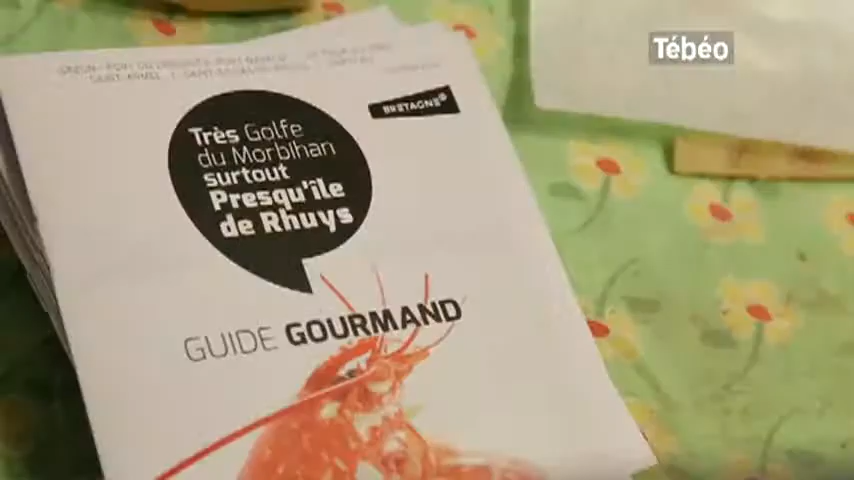 Tébéo
BRETAGNE
Très Golfe
du Morbihan
surtout
Presqu'île
de Rhuys
GUIDE GOURMAND